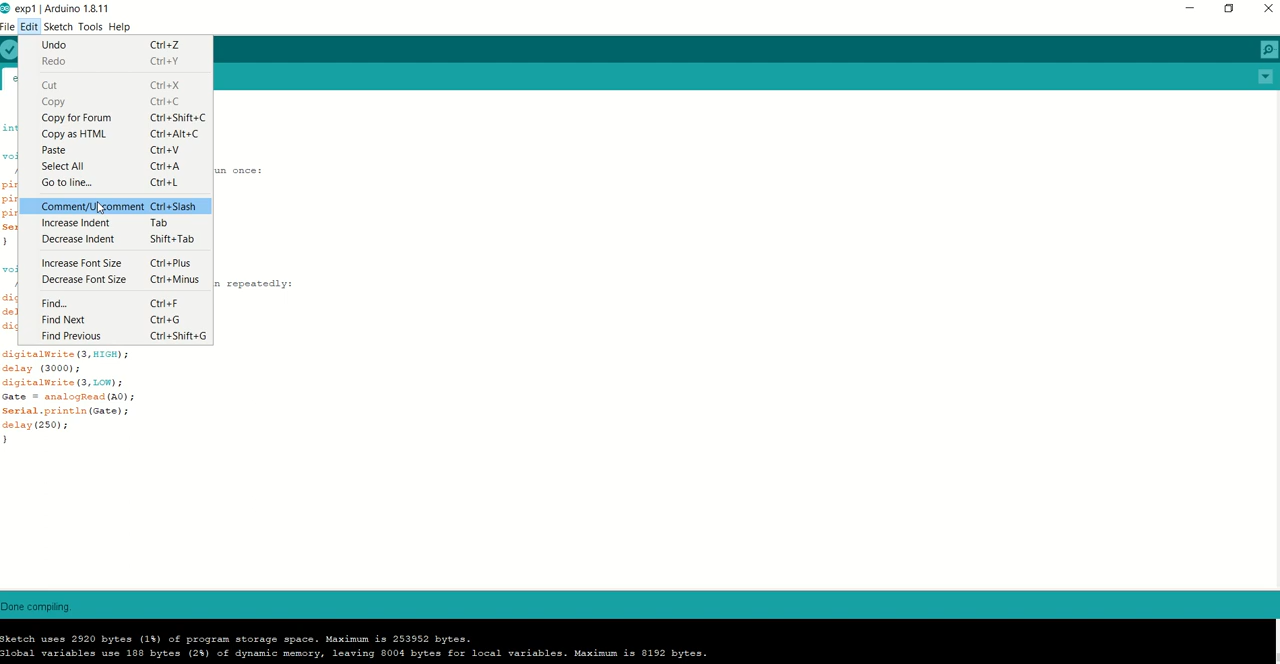 exp1 | Arduino 1.8.11
File Edit Sketch Tools Help
Undo Ctrl+Z
Redo Ctrl+Y
Cut Ctrl+X
Copy Ctrl+C
Copy for Forum Ctrl+Shift+C
Copy as HTML Ctrl+Alt+C
Paste Ctrl+V
Select All Ctrl+A
Go to line... Ctrl+L
Comment/Uncomment Ctrl+Slash
Increase Indent Tab
Decrease Indent Shift+Tab
Increase Font Size Ctrl+Plus
Decrease Font Size Ctrl+Minus
Find... Ctrl+F
Find Next Ctrl+G
Find Previous Ctrl+Shift+G
int
once:
}
repeatedly:
digitalWrite(3,HIGH);
delay (3000);
digitalWrite(3,LOW);
Gate = analogRead(A0);
Serial.println(Gate);
delay(250);
}
Done compiling.
Sketch uses 2920 bytes (1%) of program storage space. Maximum is 253952 bytes.
Global variables use 188 bytes (2%) of dynamic memory, leaving 8004 bytes for local variables. Maximum is 8192 bytes.